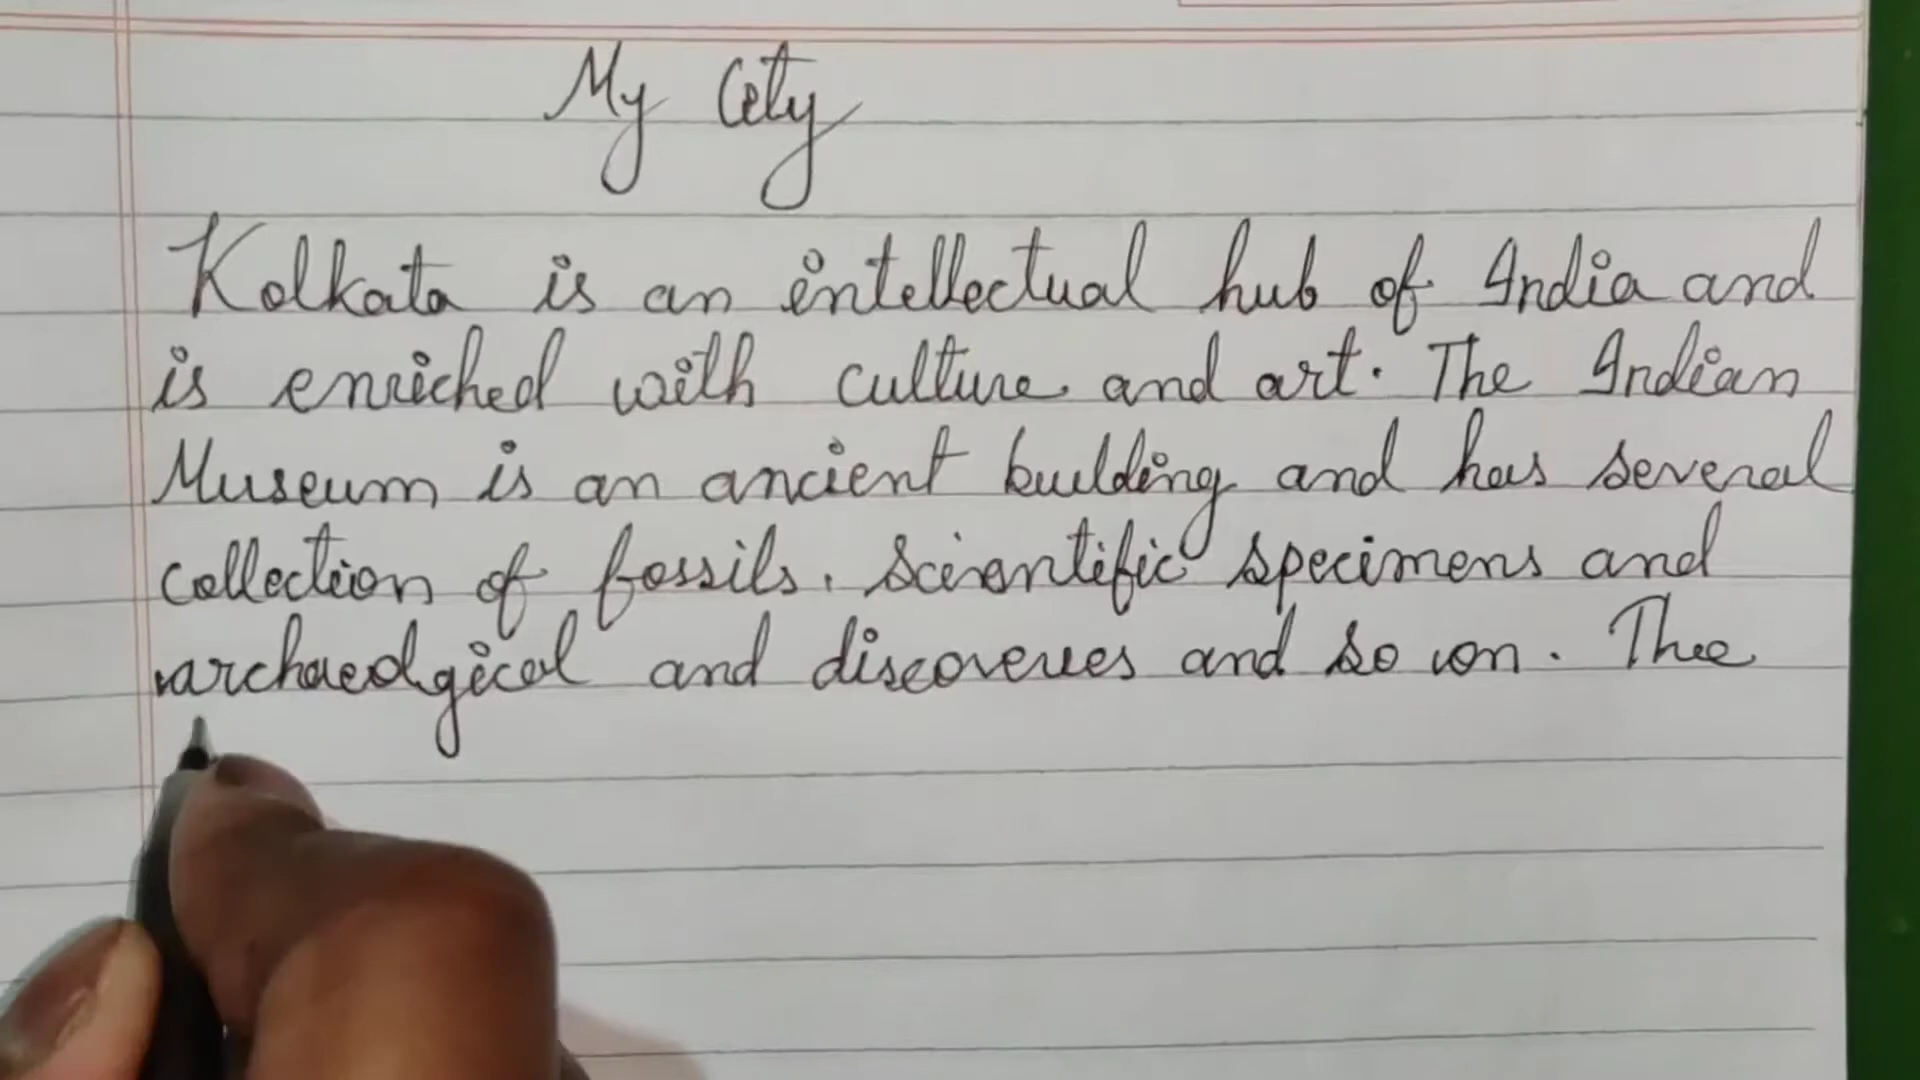 My City
Kolkata is an intellectual hub of India and
is enriched with culture and art. The Indian
Museum is an ancient building and has several
collection of fossils, scientific specimens and
archaeolgical and discoveries and so on. The